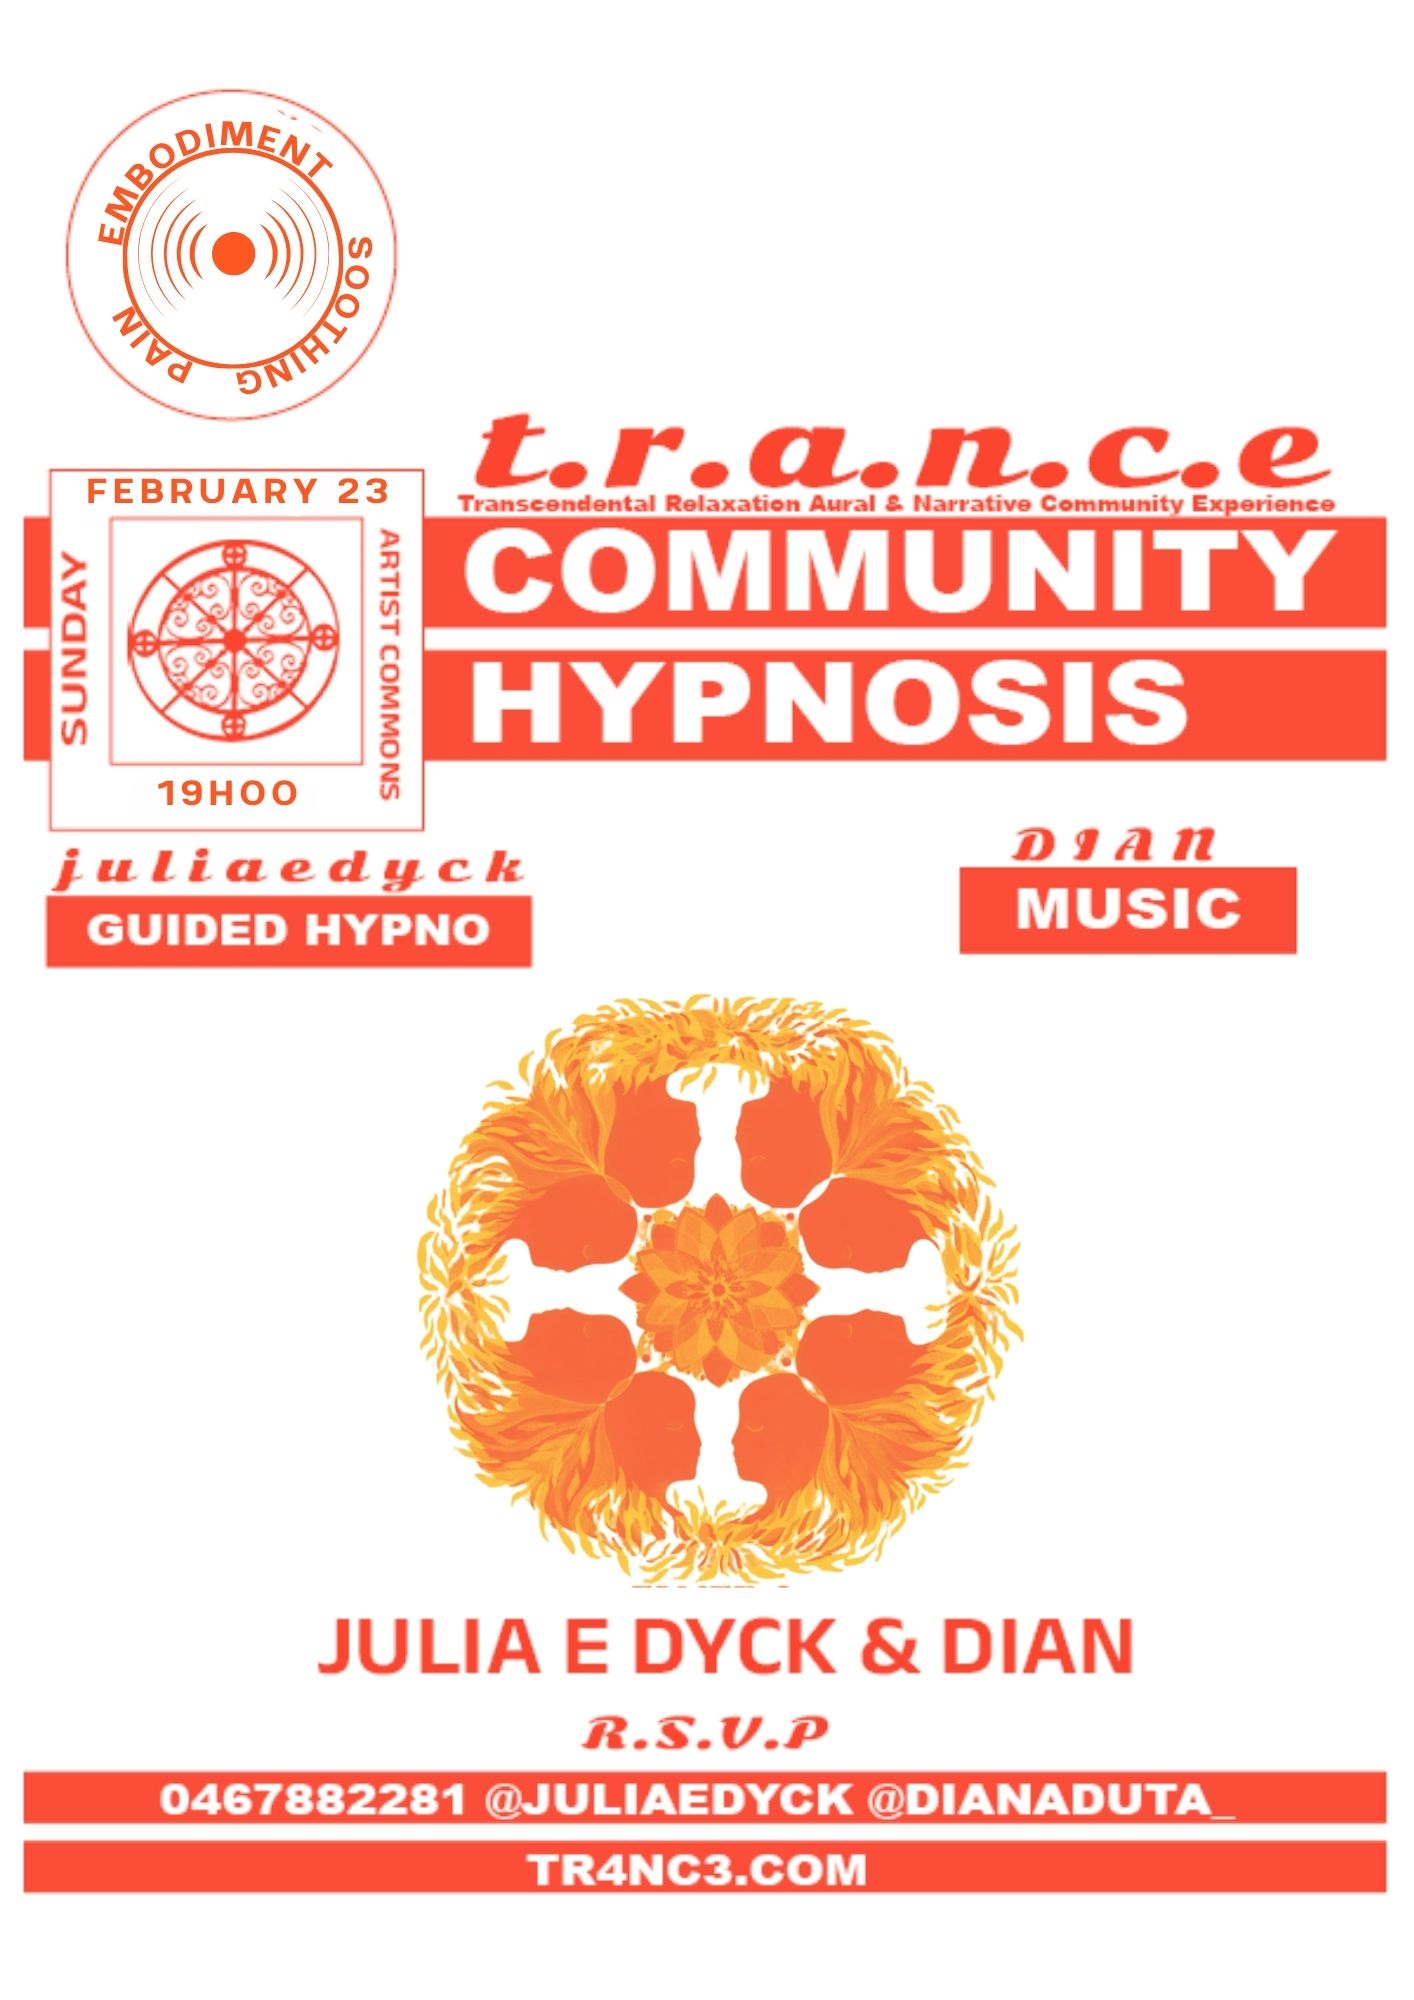 EMBODIMENT
SOOTHING
PAIN
t.r.a.n.c.e
Transcendental Relaxation Aural & Narrative Community Experience
COMMUNITY
HYPNOSIS
FEBRUARY 23
SUNDAY
ARTIST COMMONS
19H00
juliaedyck
GUIDED HYPNO
DIAN
MUSIC
JULIA E DYCK & DIAN
R.S.V.P
0467882281 @JULIAEDYCK @DIANADUTA_
TR4NC3.COM